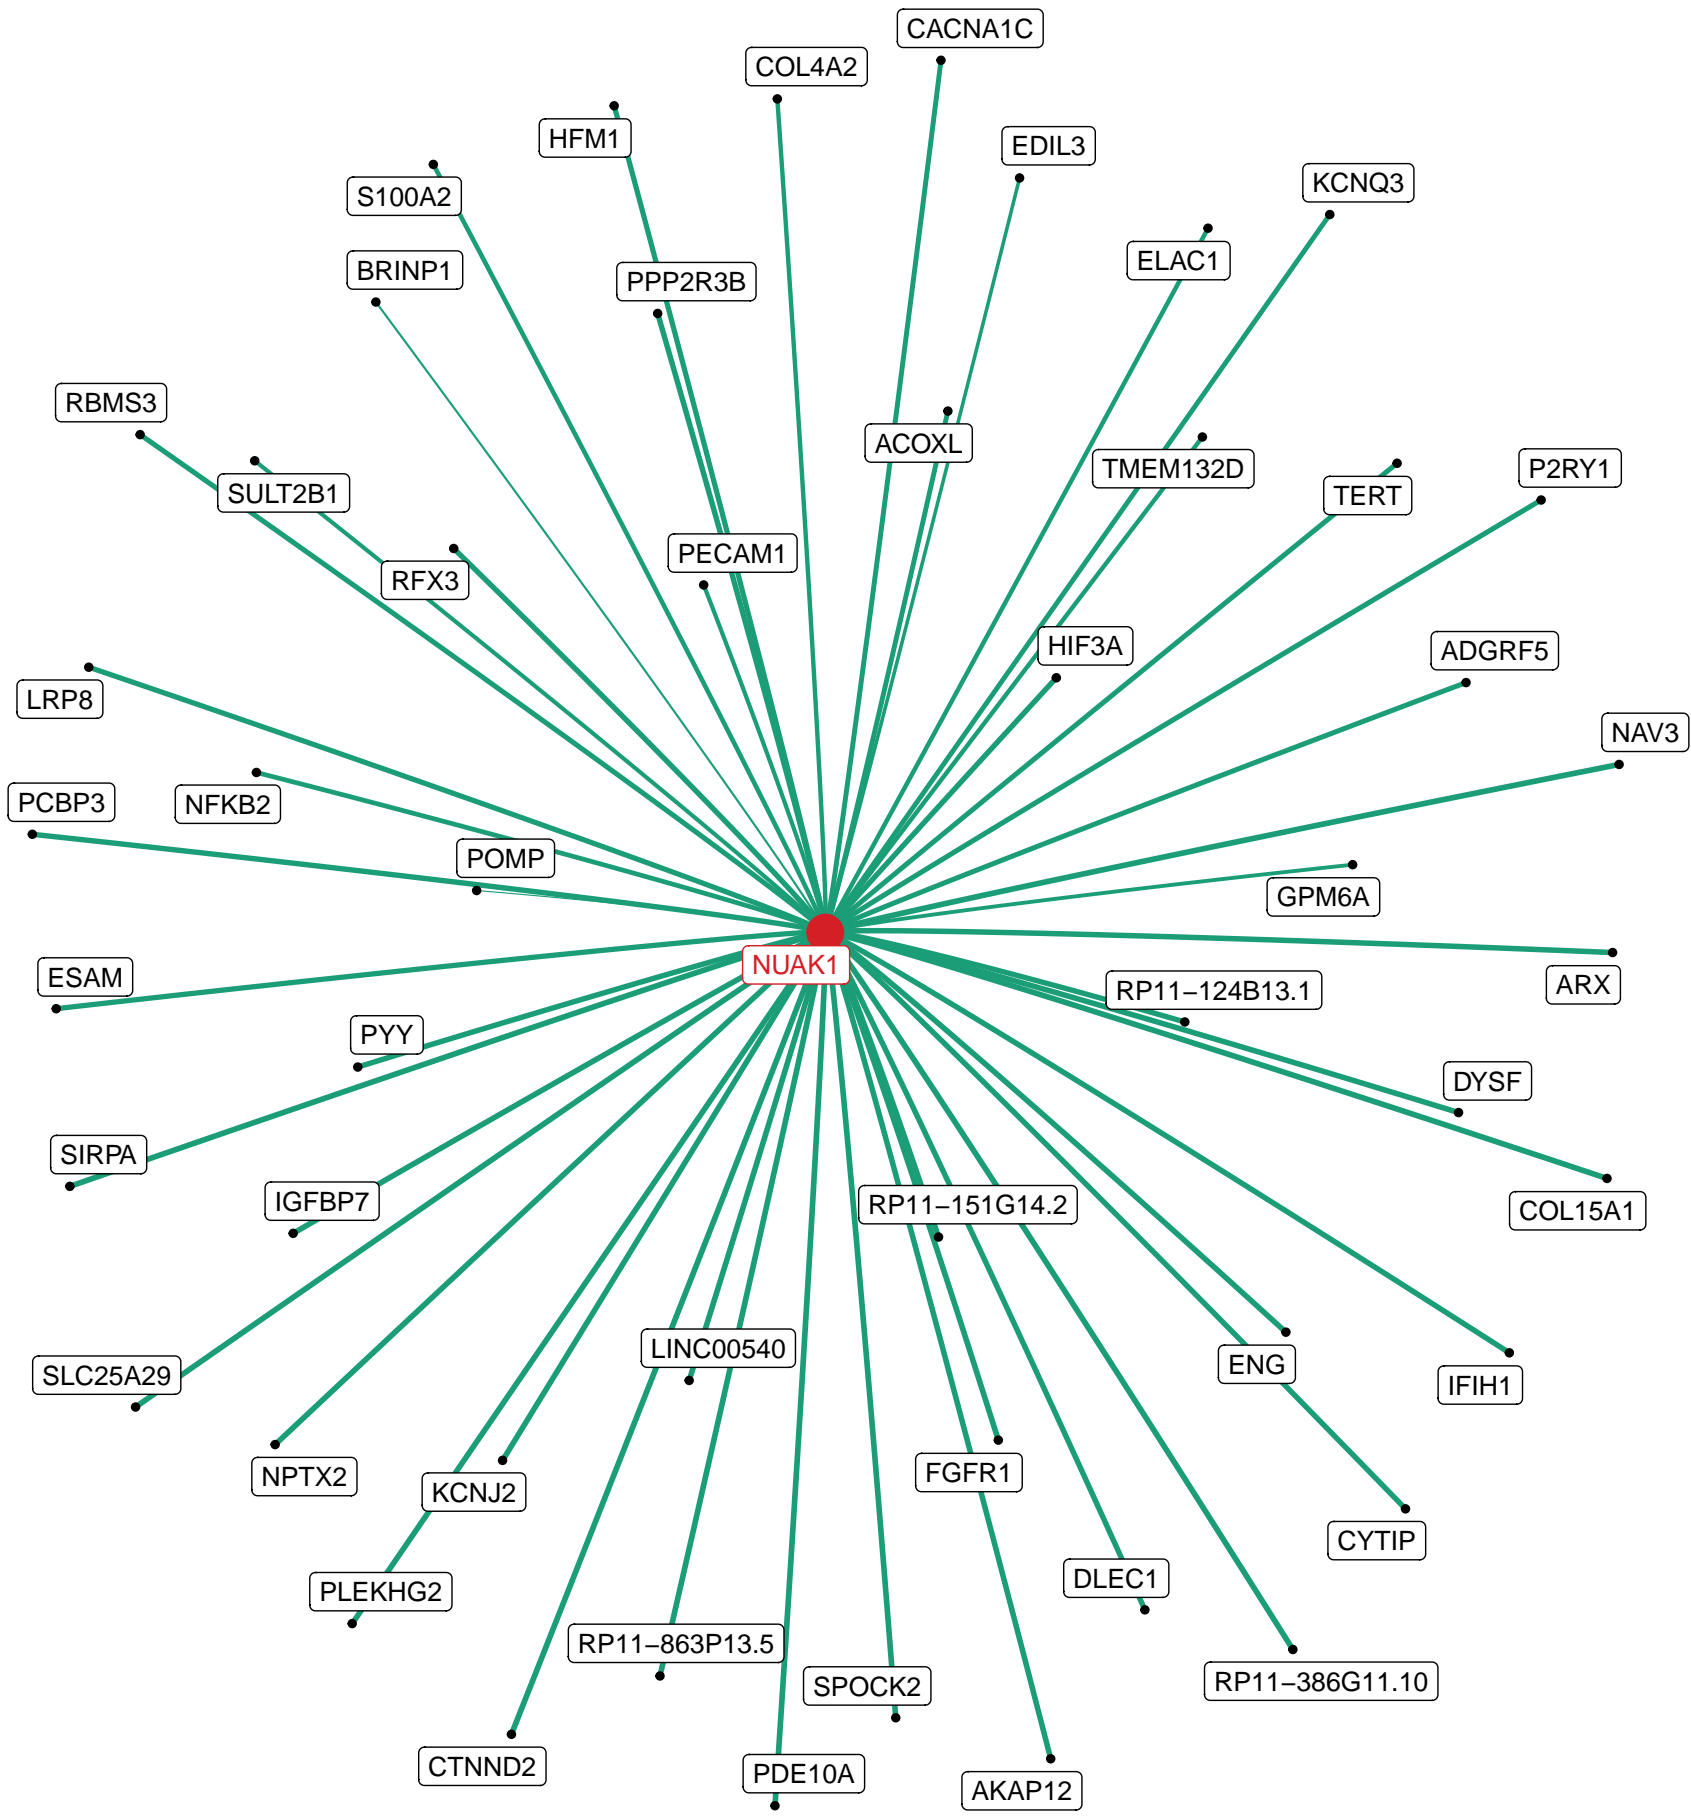 CACNA1C
COL4A2
HFM1
EDIL3
KCNQ3
S100A2
ELAC1
BRINP1
PPP2R3B
RBMS3
ACOXL
TMEM132D
P2RY1
SULT2B1
TERT
PECAM1
RFX3
HIF3A
ADGRF5
LRP8
NAV3
PCBP3
NFKB2
POMP
GPM6A
NUAK1
ESAM
ARX
RP11−124B13.1
PYY
DYSF
SIRPA
IGFBP7
RP11−151G14.2
COL15A1
LINC00540
ENG
SLC25A29
IFIH1
FGFR1
NPTX2
KCNJ2
CYTIP
DLEC1
PLEKHG2
RP11−863P13.5
RP11−386G11.10
SPOCK2
CTNND2
PDE10A
AKAP12